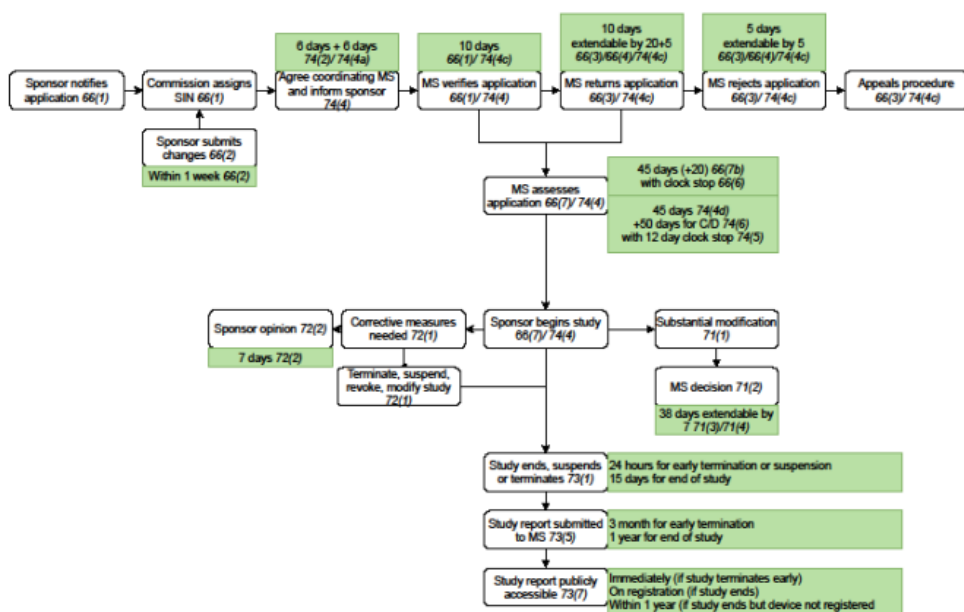 6 days + 6 days
74(2)/ 74(4a)
10 days
66(1)/ 74(4c)
10 days
extendable by 20+5
66(3)/66(4)/74(4c)
5 days
extendable by 5
66(3)/66(4)/74(4c)
Sponsor notifies
application 66(1)
Commission assigns
SIN 66(1)
Agree coordinating MS
and inform sponsor
74(4)
MS verifies application
66(1)/ 74(4)
MS returns application
66(3)/ 74(4c)
MS rejects application
66(3)/ 74(4c)
Appeals procedure
66(3)/ 74(4c)
Sponsor submits
changes 66(2)
Within 1 week 66(2)
MS assesses
application 66(7)/ 74(4)
45 days (+20) 66(7b)
with clock stop 66(6)
45 days 74(4d)
+50 days for C/D 74(6)
with 12 day clock stop 74(5)
Sponsor opinion 72(2)
7 days 72(2)
Corrective measures
needed 72(1)
Sponsor begins study
66(7)/ 74(4)
Substantial modification
71(1)
Terminate, suspend,
revoke, modify study
72(1)
MS decision 71(2)
38 days extendable by
7 71(3)/71(4)
Study ends, suspends
or terminates 73(1)
24 hours for early termination or suspension
15 days for end of study
Study report submitted
to MS 73(5)
3 month for early termination
1 year for end of study
Study report publicly
accessible 73(7)
Immediately (if study terminates early)
On registration (if study ends)
Within 1 year (if study ends but device not registered